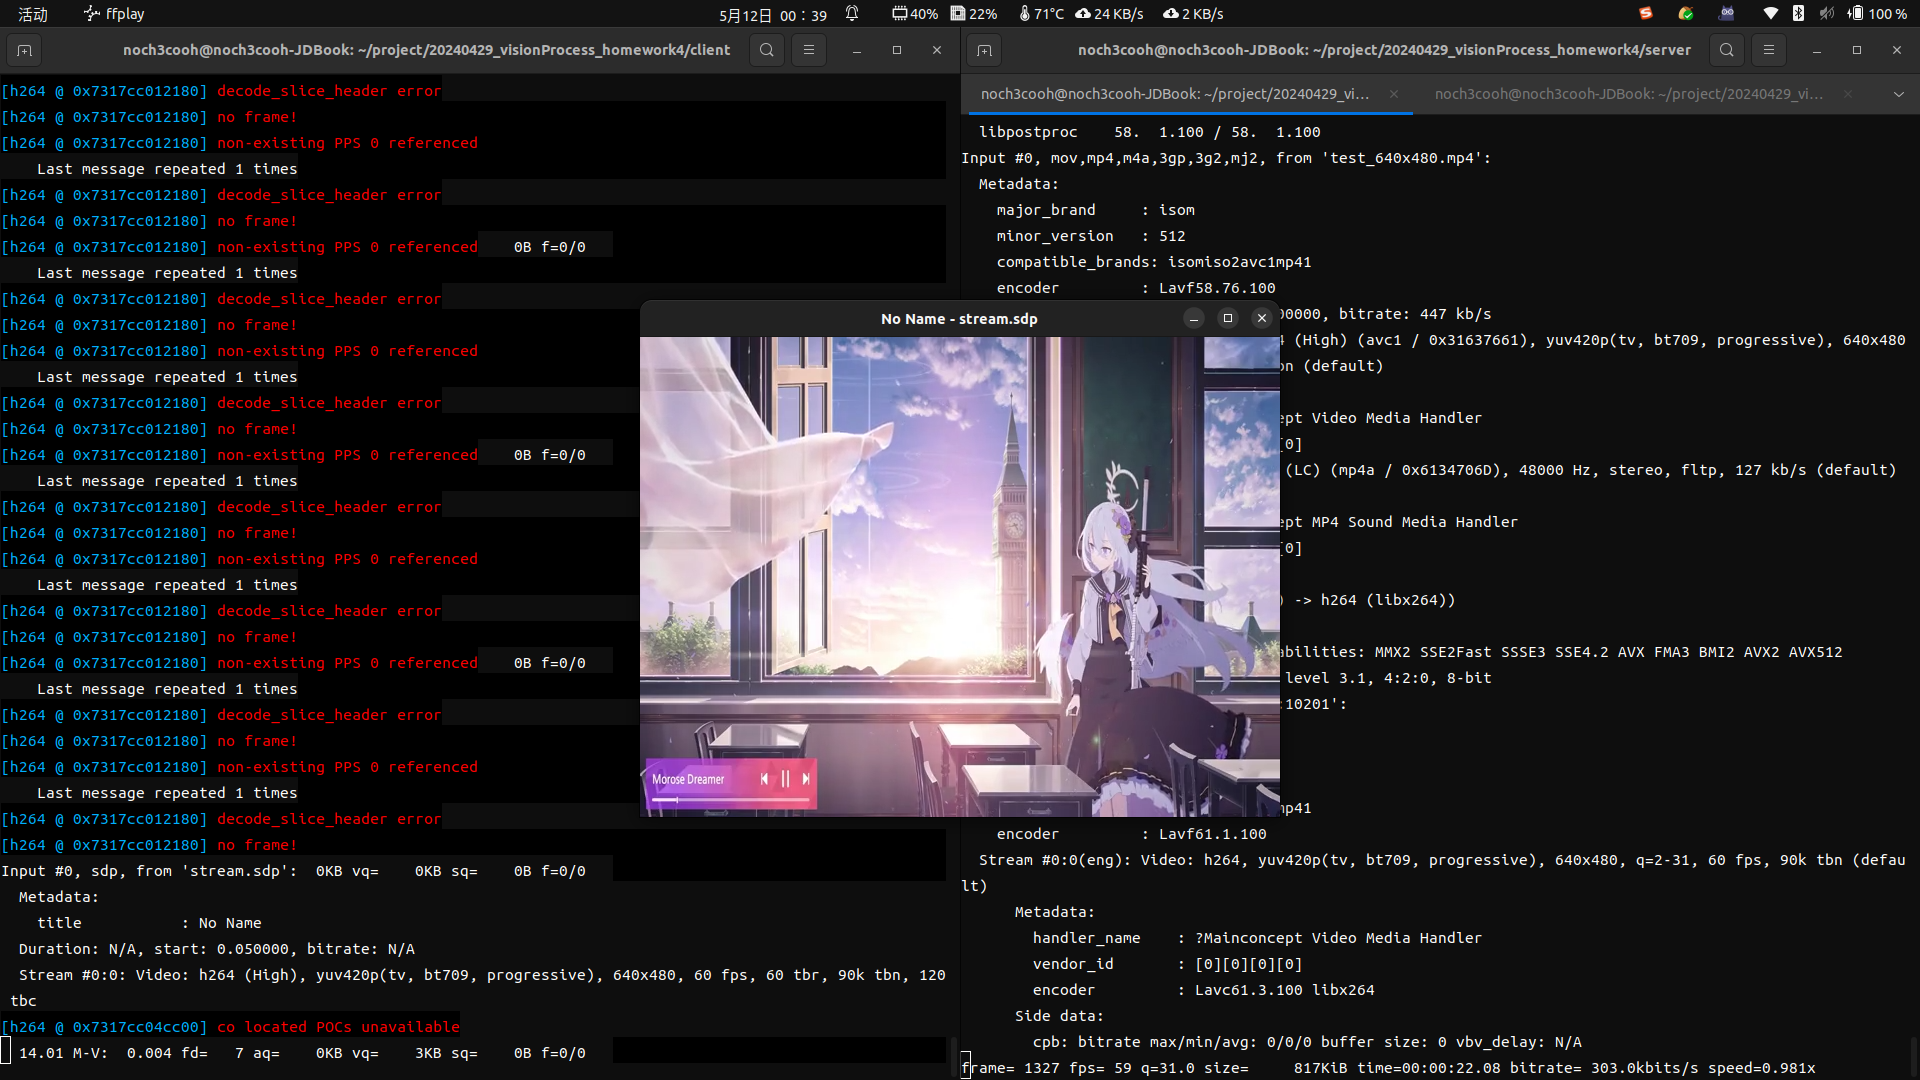 活动 ffplay 5月12日 00：39 40% 22% 71°C 24 KB/s 2 KB/s 100 %
noch3cooh@noch3cooh-JDBook: ~/project/20240429_visionProcess_homework4/client
[h264 @ 0x7317cc012180] decode_slice_header error
[h264 @ 0x7317cc012180] no frame!
[h264 @ 0x7317cc012180] non-existing PPS 0 referenced
Last message repeated 1 times
[h264 @ 0x7317cc012180] decode_slice_header error
[h264 @ 0x7317cc012180] no frame!
[h264 @ 0x7317cc012180] non-existing PPS 0 referenced 0B f=0/0
Last message repeated 1 times
[h264 @ 0x7317cc012180] decode_slice_header error
[h264 @ 0x7317cc012180] no frame!
[h264 @ 0x7317cc012180] non-existing PPS 0 referenced
Last message repeated 1 times
[h264 @ 0x7317cc012180] decode_slice_header error
[h264 @ 0x7317cc012180] no frame!
[h264 @ 0x7317cc012180] non-existing PPS 0 referenced 0B f=0/0
Last message repeated 1 times
[h264 @ 0x7317cc012180] decode_slice_header error
[h264 @ 0x7317cc012180] no frame!
[h264 @ 0x7317cc012180] non-existing PPS 0 referenced
Last message repeated 1 times
[h264 @ 0x7317cc012180] decode_slice_header error
[h264 @ 0x7317cc012180] no frame!
[h264 @ 0x7317cc012180] non-existing PPS 0 referenced 0B f=0/0
Last message repeated 1 times
[h264 @ 0x7317cc012180] decode_slice_header error
[h264 @ 0x7317cc012180] no frame!
[h264 @ 0x7317cc012180] non-existing PPS 0 referenced
Last message repeated 1 times
[h264 @ 0x7317cc012180] decode_slice_header error
[h264 @ 0x7317cc012180] no frame!
Input #0, sdp, from 'stream.sdp': 0KB vq= 0KB sq= 0B f=0/0
Metadata:
title : No Name
Duration: N/A, start: 0.050000, bitrate: N/A
Stream #0:0: Video: h264 (High), yuv420p(tv, bt709, progressive), 640x480, 60 fps, 60 tbr, 90k tbn, 120
tbc
[h264 @ 0x7317cc04cc00] co located POCs unavailable
14.01 M-V: 0.004 fd= 7 aq= 0KB vq= 3KB sq= 0B f=0/0
No Name - stream.sdp
Morose Dreamer
noch3cooh@noch3cooh-JDBook: ~/project/20240429_visionProcess_homework4/server
noch3cooh@noch3cooh-JDBook: ~/project/20240429_vi...
noch3cooh@noch3cooh-JDBook: ~/project/20240429_vi...
libpostproc 58. 1.100 / 58. 1.100
Input #0, mov,mp4,m4a,3gp,3g2,mj2, from 'test_640x480.mp4':
Metadata:
major_brand : isom
minor_version : 512
compatible_brands: isomiso2avc1mp41
encoder : Lavf58.76.100
00000, bitrate: 447 kb/s
4 (High) (avc1 / 0x31637661), yuv420p(tv, bt709, progressive), 640x480
on (default)
ept Video Media Handler
[0]
(LC) (mp4a / 0x6134706D), 48000 Hz, stereo, fltp, 127 kb/s (default)
ept MP4 Sound Media Handler
[0]
) -> h264 (libx264))
abilities: MMX2 SSE2Fast SSSE3 SSE4.2 AVX FMA3 BMI2 AVX2 AVX512
level 3.1, 4:2:0, 8-bit
:10201':
mp41
encoder : Lavf61.1.100
Stream #0:0(eng): Video: h264, yuv420p(tv, bt709, progressive), 640x480, q=2-31, 60 fps, 90k tbn (defau
lt)
Metadata:
handler_name : ?Mainconcept Video Media Handler
vendor_id : [0][0][0][0]
encoder : Lavc61.3.100 libx264
Side data:
cpb: bitrate max/min/avg: 0/0/0 buffer size: 0 vbv_delay: N/A
frame= 1327 fps= 59 q=31.0 size= 817KiB time=00:00:22.08 bitrate= 303.0kbits/s speed=0.981x